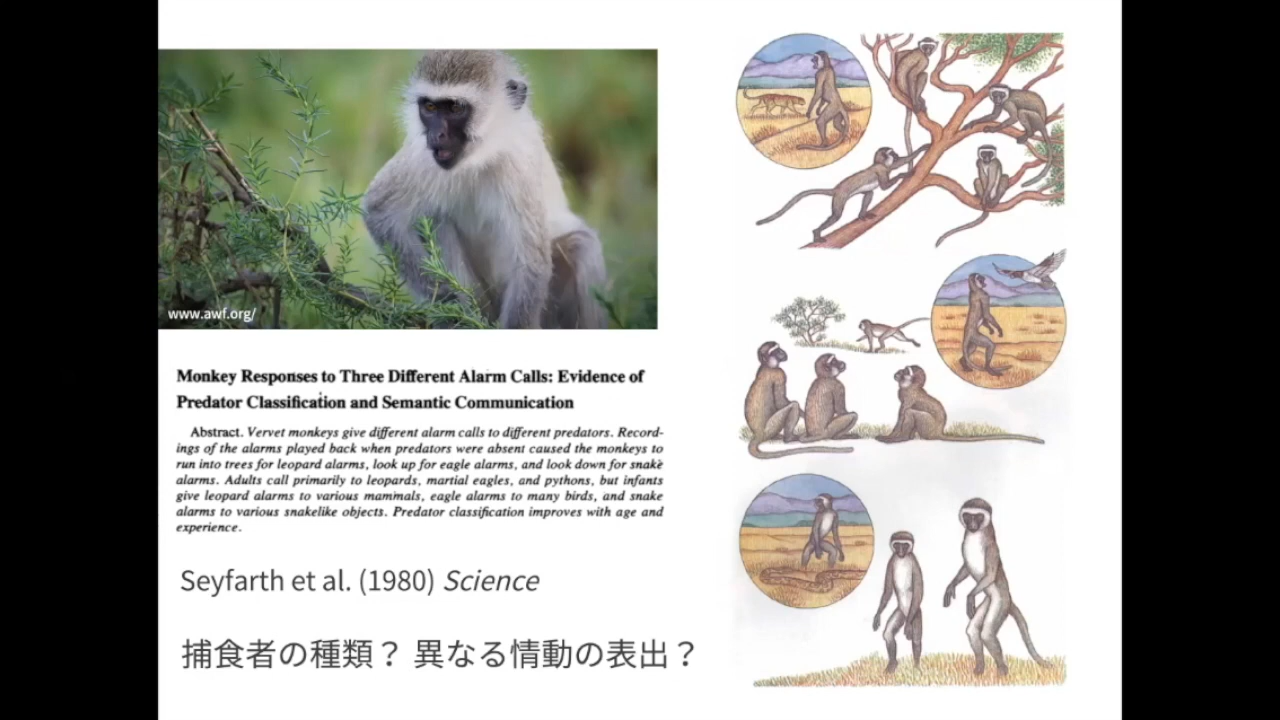 www.awf.org/
Monkey Responses to Three Different Alarm Calls: Evidence of
Predator Classification and Semantic Communication
Abstract. Vervet monkeys give different alarm calls to different predators. Record-
ings of the alarms played back when predators were absent caused the monkeys to
run into trees for leopard alarms, look up for eagle alarms, and look down for snake
alarms. Adults call primarily to leopards, martial eagles, and pythons, but infants
give leopard alarms to various mammals, eagle alarms to many birds, and snake
alarms to various snakelike objects. Predator classification improves with age and
experience.
Seyfarth et al. (1980) Science
捕食者の種類？ 異なる情動の表出？